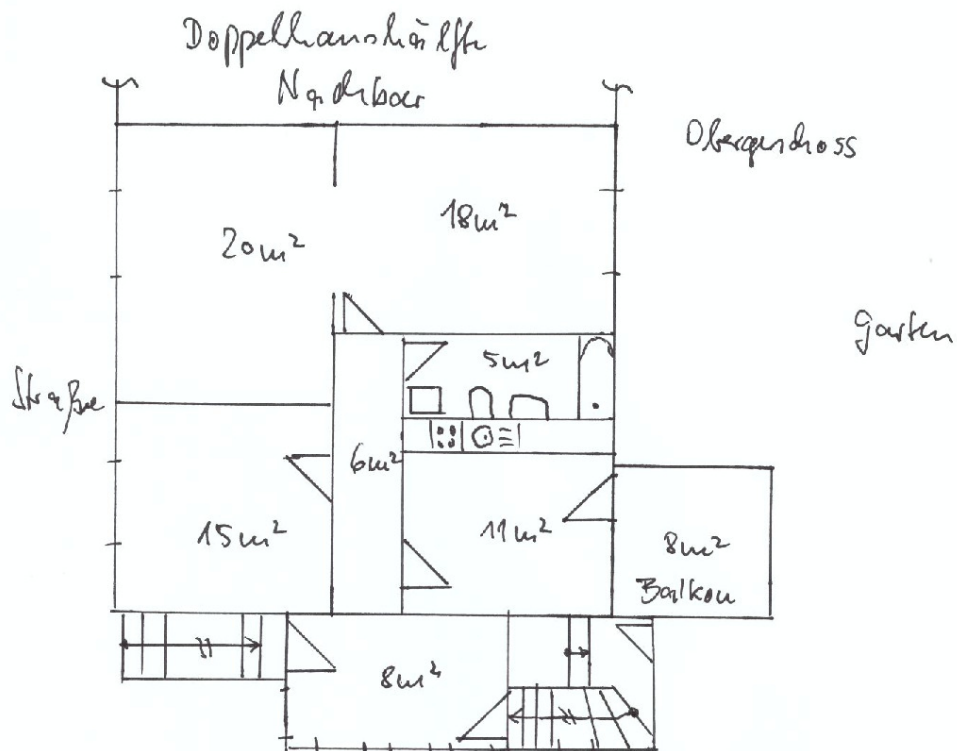 Doppelhaushälfte
Nachbar
Obergeschoss
18m²
20m²
Garten
5m²
Straße
6m²
15m²
11m²
8m²
Balkon
8m²